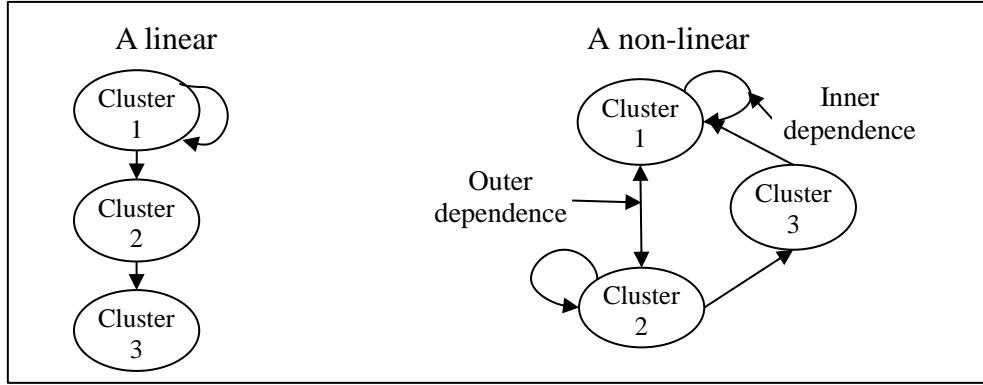 A linear
Cluster
1
Cluster
2
Cluster
3
A non-linear
Cluster
1
Inner
dependence
Outer
dependence
Cluster
3
Cluster
2